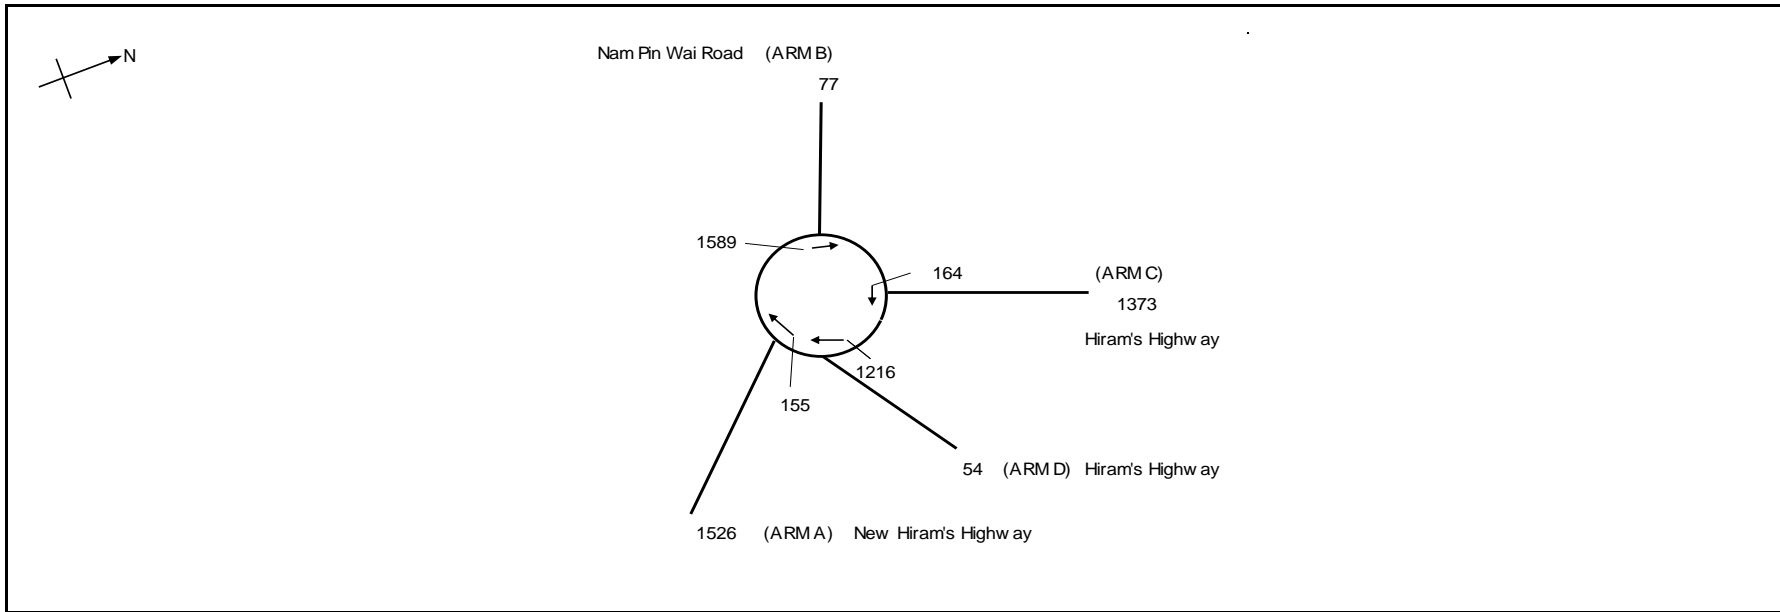 N
Nam Pin Wai Road (ARM B)
77
1589
164
(ARM C)
1373
Hiram's Highway
1216
155
54 (ARM D) Hiram's Highway
1526 (ARM A) New Hiram's Highway